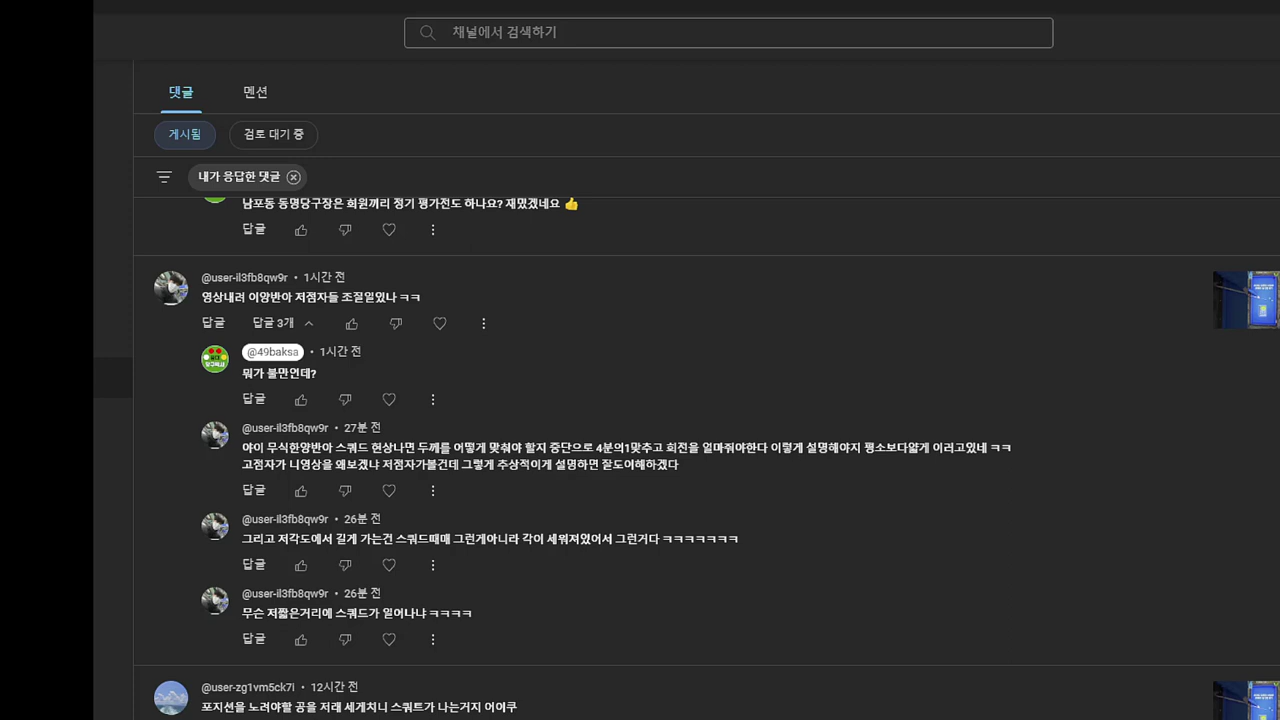 채널에서 검색하기
댓글
멘션
게시됨
검토 대기 중
내가 응답한 댓글
남포동 동명당구장은 회원끼리 정기 평가전도 하나요? 재밌겠네요 👍
답글
@user-il3fb8qw9r • 1시간 전
영상내려 이양반아 저점자들 조질일있나 ㅋㅋ
답글 답글 3개
@49baksa • 1시간 전
뭐가 불만인데?
답글
@user-il3fb8qw9r • 27분 전
야이 무식한양반아 스쿼드 현상나면 두께를 어떻게 맞춰야 할지 중단으로 4분의1맞추고 회전을 얼마줘야한다 이렇게 설명해야지 평소보다얇게 이러고있네 ㅋㅋ
고점자가 니영상을 왜보겠냐 저점자가볼건데 그렇게 추상적이게 설명하면 잘도이해하겠다
답글
@user-il3fb8qw9r • 26분 전
그리고 저각도에서 길게 가는건 스쿼드때매 그런게아니라 각이 세워져있어서 그런거다 ㅋㅋㅋㅋㅋㅋㅋ
답글
@user-il3fb8qw9r • 26분 전
무슨 저짧은거리에 스쿼드가 일어나냐 ㅋㅋㅋㅋ
답글
@user-zg1vm5ck7i • 12시간 전
포지션을 노려야할 공을 저래 세게치니 스쿼트가 나는거지 어이쿠